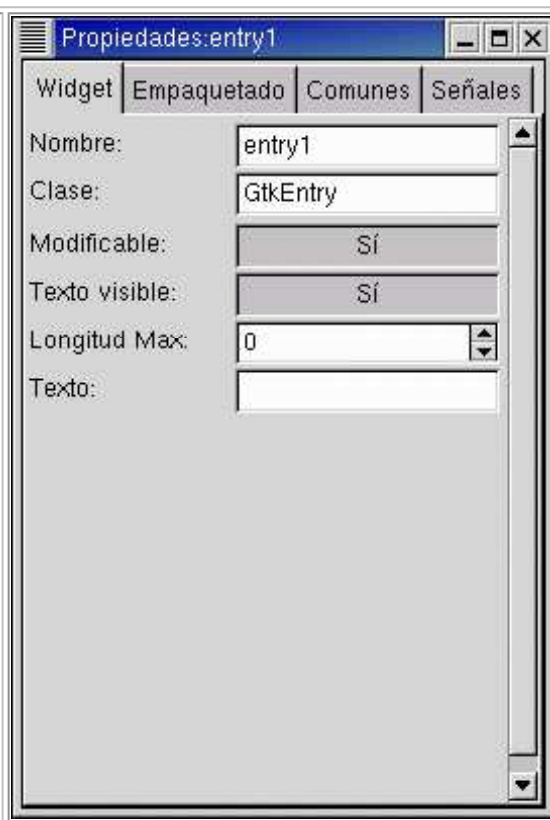 Propiedades:entry1
Widget Empaquetado Comunes Señales
Nombre: entry1
Clase: GtkEntry
Modificable: Sí
Texto visible: Sí
Longitud Max: 0
Texto: